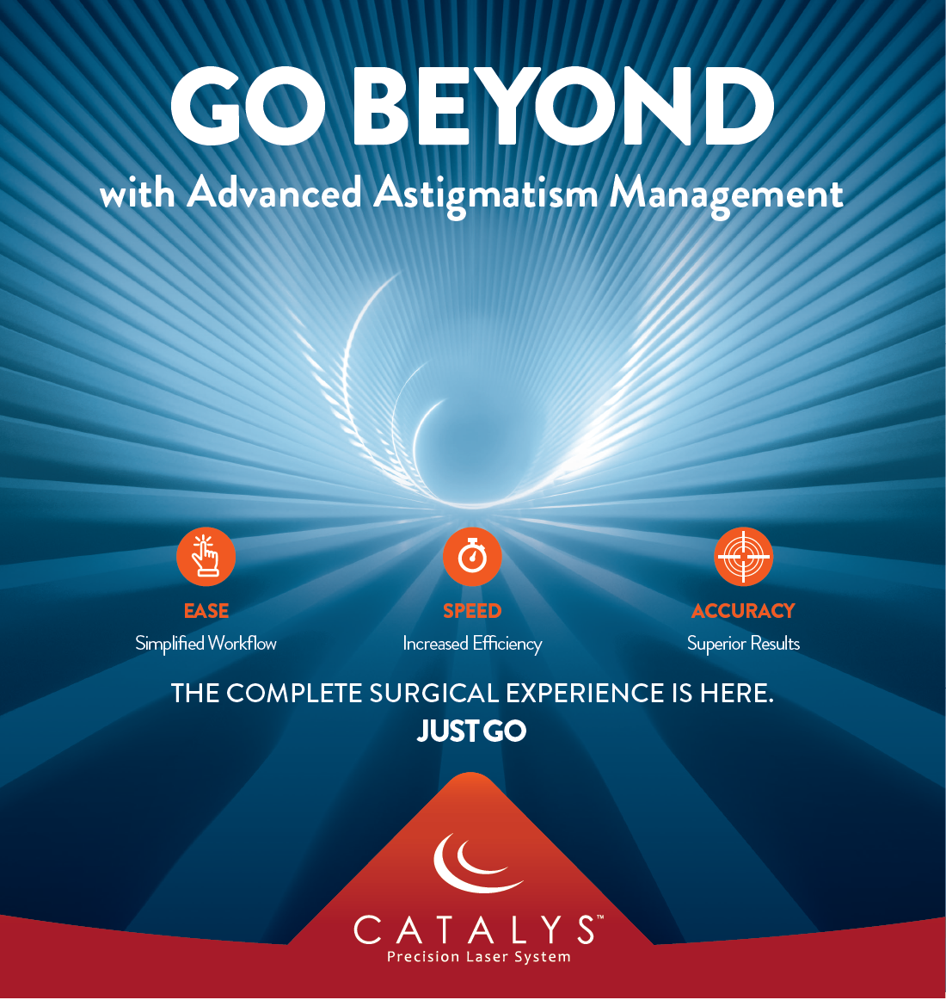 GO BEYOND
with Advanced Astigmatism Management
EASE
Simplified Workflow
SPEED
Increased Efficiency
ACCURACY
Superior Results
THE COMPLETE SURGICAL EXPERIENCE IS HERE.
JUST GO
CATALYS™
Precision Laser System